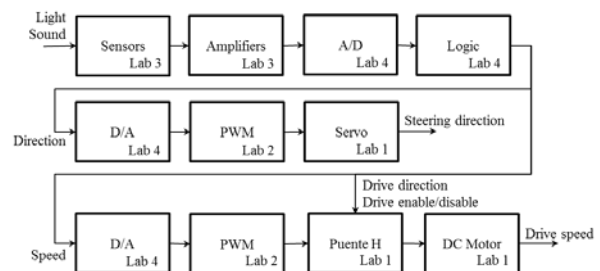 Light
Sound
Sensors
Lab 3
Amplifiers
Lab 3
A/D
Lab 4
Logic
Lab 4
Direction
D/A
Lab 4
PWM
Lab 2
Servo
Lab 1
Steering direction
Drive direction
Drive enable/disable
Speed
D/A
Lab 4
PWM
Lab 2
Puente H
Lab 1
DC Motor
Lab 1
Drive speed